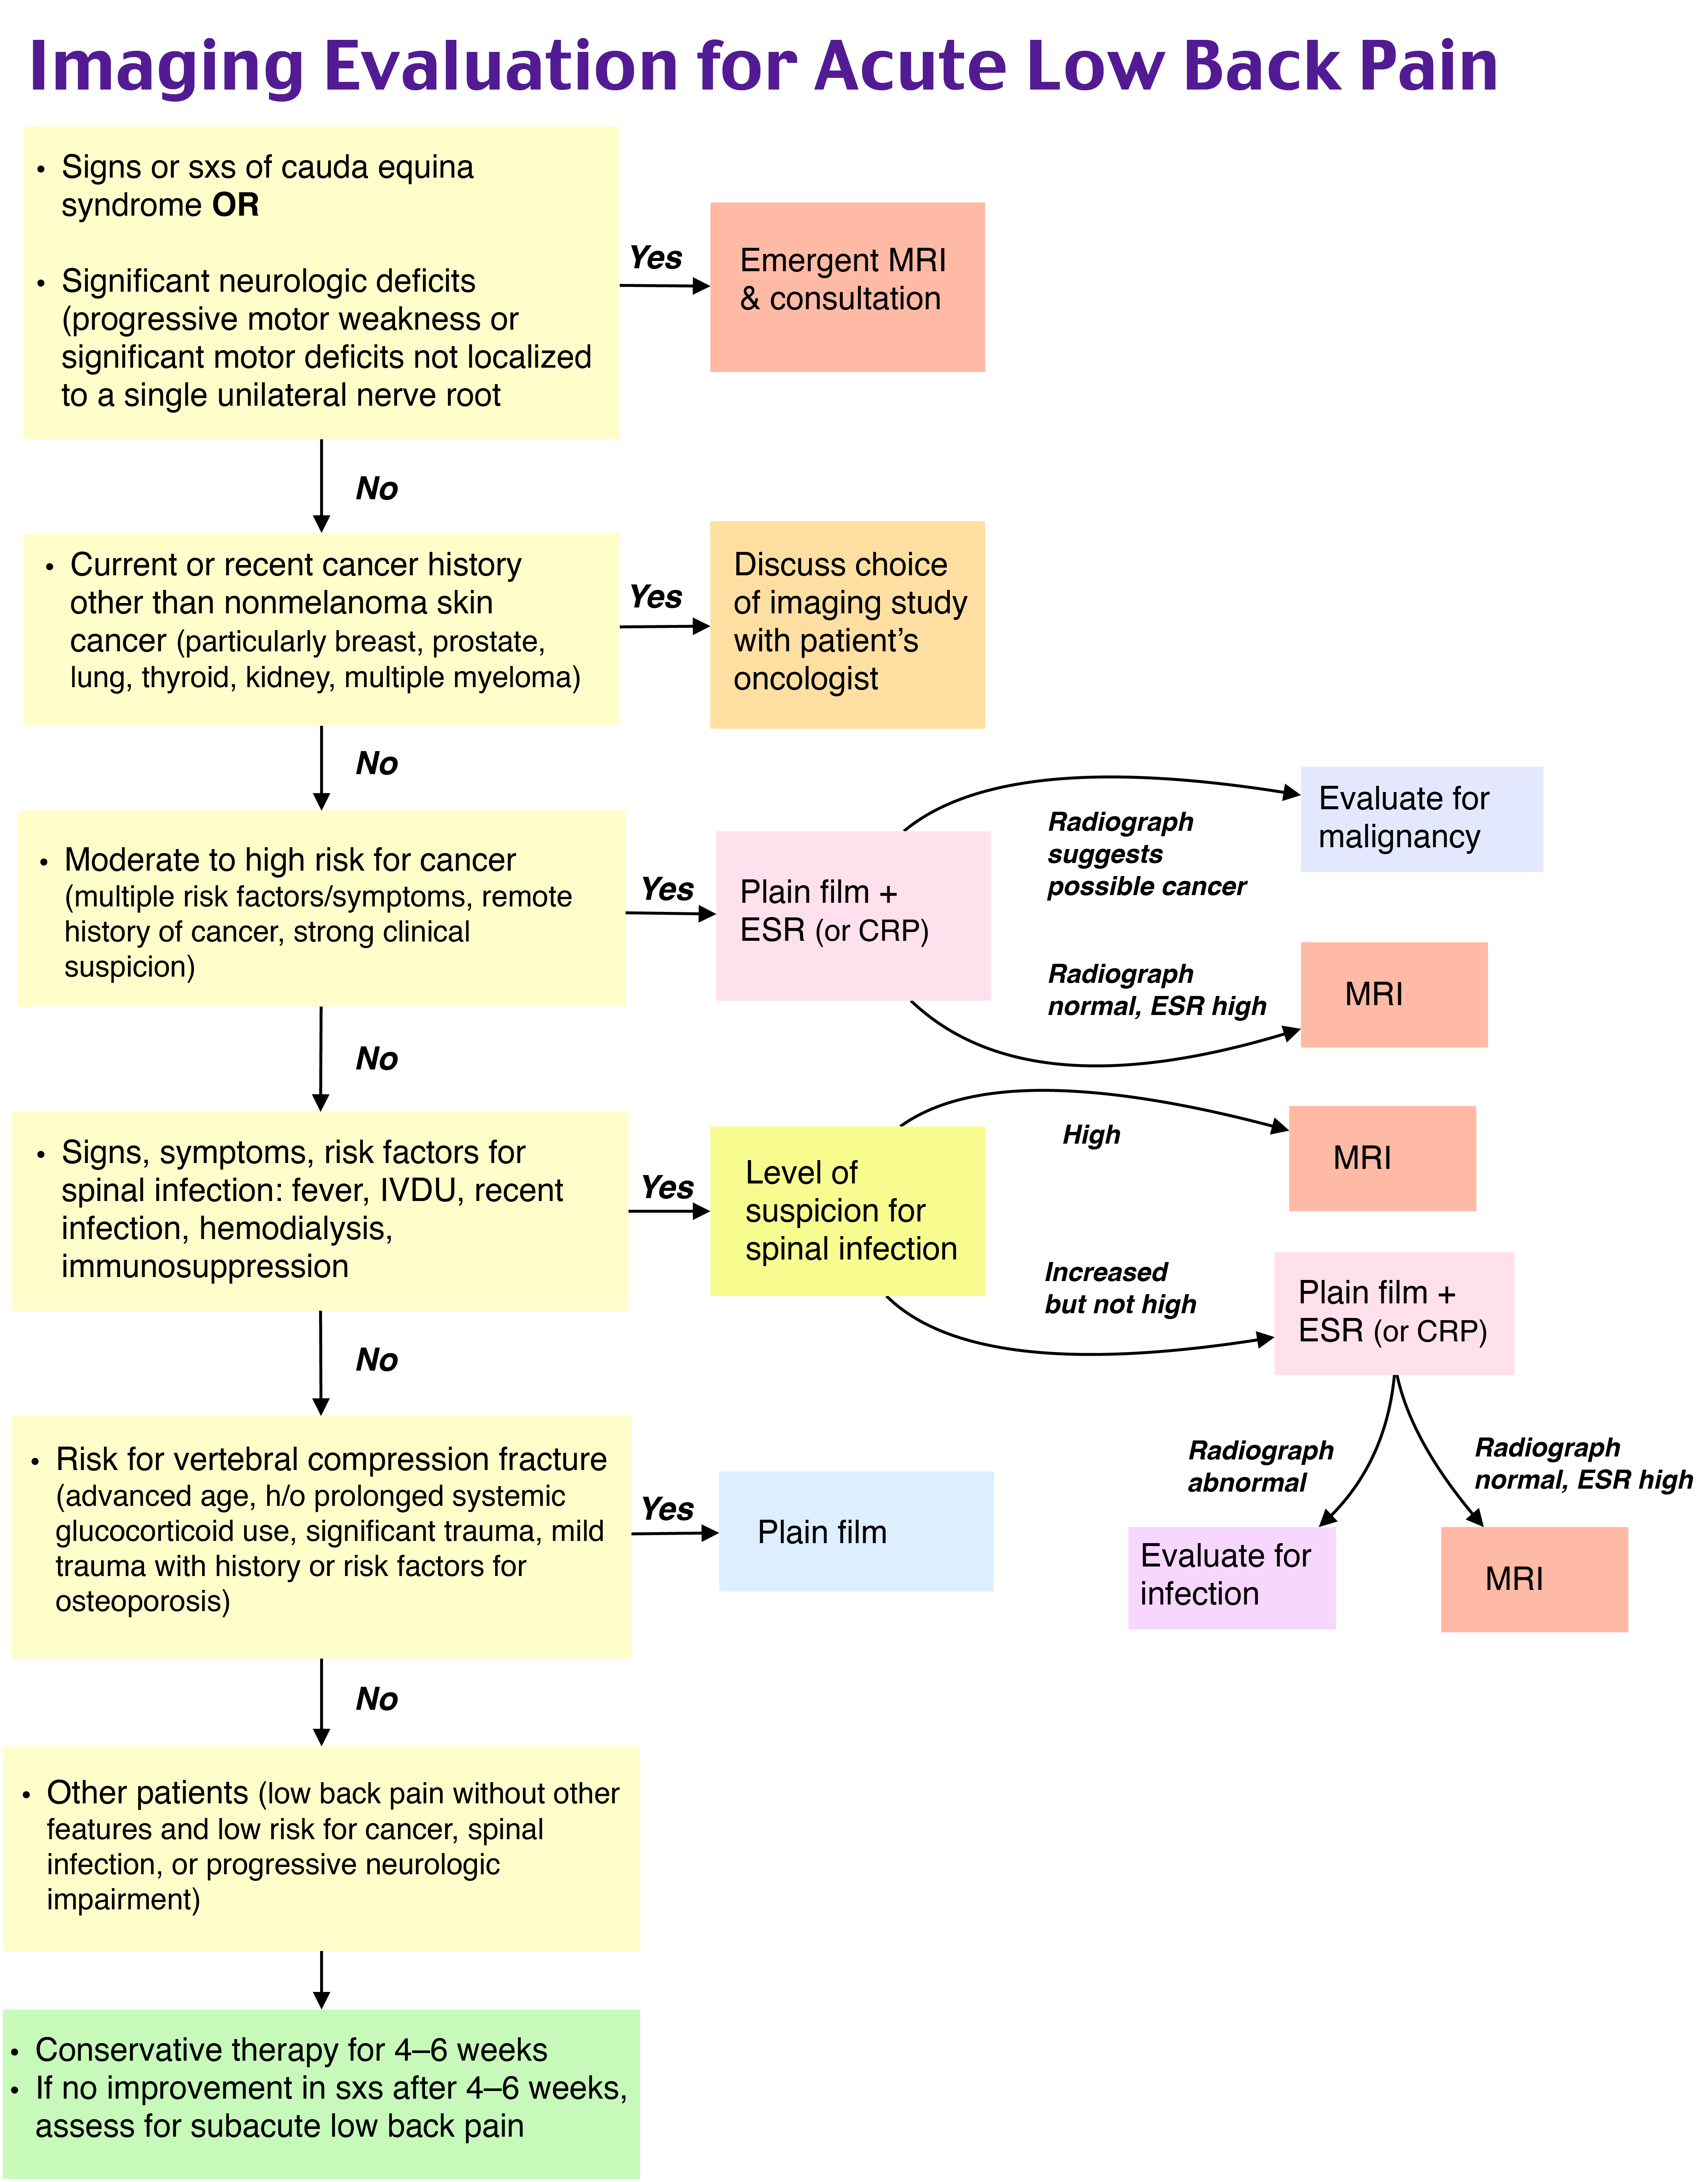 Imaging Evaluation for Acute Low Back Pain
• Signs or sxs of cauda equina
syndrome OR
• Significant neurologic deficits
(progressive motor weakness or
significant motor deficits not localized
to a single unilateral nerve root
Yes
Emergent MRI
& consultation
No
• Current or recent cancer history
other than nonmelanoma skin
cancer (particularly breast, prostate,
lung, thyroid, kidney, multiple myeloma)
Yes
Discuss choice
of imaging study
with patient’s
oncologist
No
• Moderate to high risk for cancer
(multiple risk factors/symptoms, remote
history of cancer, strong clinical
suspicion)
Yes
Plain film +
ESR (or CRP)
Radiograph
suggests
possible cancer
Evaluate for
malignancy
Radiograph
normal, ESR high
MRI
No
• Signs, symptoms, risk factors for
spinal infection: fever, IVDU, recent
infection, hemodialysis,
immunosuppression
Yes
Level of
suspicion for
spinal infection
High
MRI
Increased
but not high
Plain film +
ESR (or CRP)
Radiograph
abnormal
Evaluate for
infection
Radiograph
normal, ESR high
MRI
No
• Risk for vertebral compression fracture
(advanced age, h/o prolonged systemic
glucocorticoid use, significant trauma, mild
trauma with history or risk factors for
osteoporosis)
Yes
Plain film
No
• Other patients (low back pain without other
features and low risk for cancer, spinal
infection, or progressive neurologic
impairment)
• Conservative therapy for 4–6 weeks
• If no improvement in sxs after 4–6 weeks,
assess for subacute low back pain